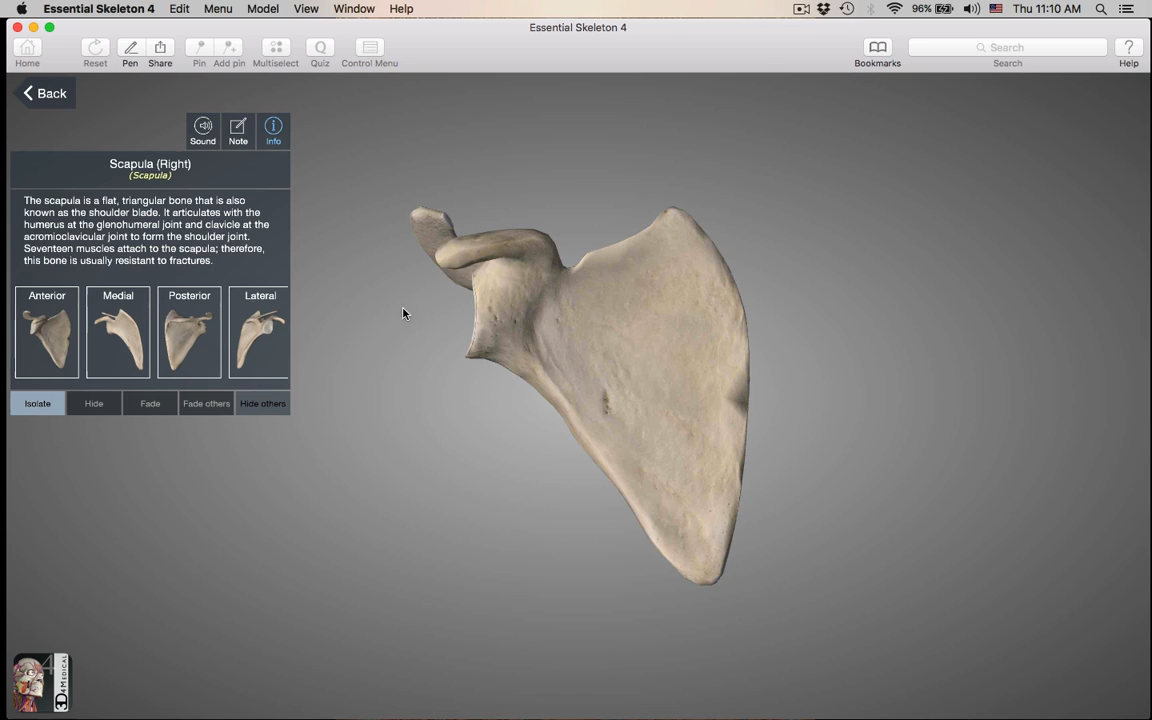 Essential Skeleton 4 Edit Menu Model View Window Help 96% Thu 11:10 AM
Essential Skeleton 4
Home Reset Pen Share Pin Add pin Multiselect Quiz Control Menu Bookmarks Search Help
Q
?
Search
Back
Sound Note Info
Scapula (Right)
(Scapula)
The scapula is a flat, triangular bone that is also
known as the shoulder blade. It articulates with the
humerus at the glenohumeral joint and clavicle at the
acromioclavicular joint to form the shoulder joint.
Seventeen muscles attach to the scapula; therefore,
this bone is usually resistant to fractures.
Anterior Medial Posterior Lateral
Isolate Hide Fade Fade others Hide others
4
3D4MEDICAL